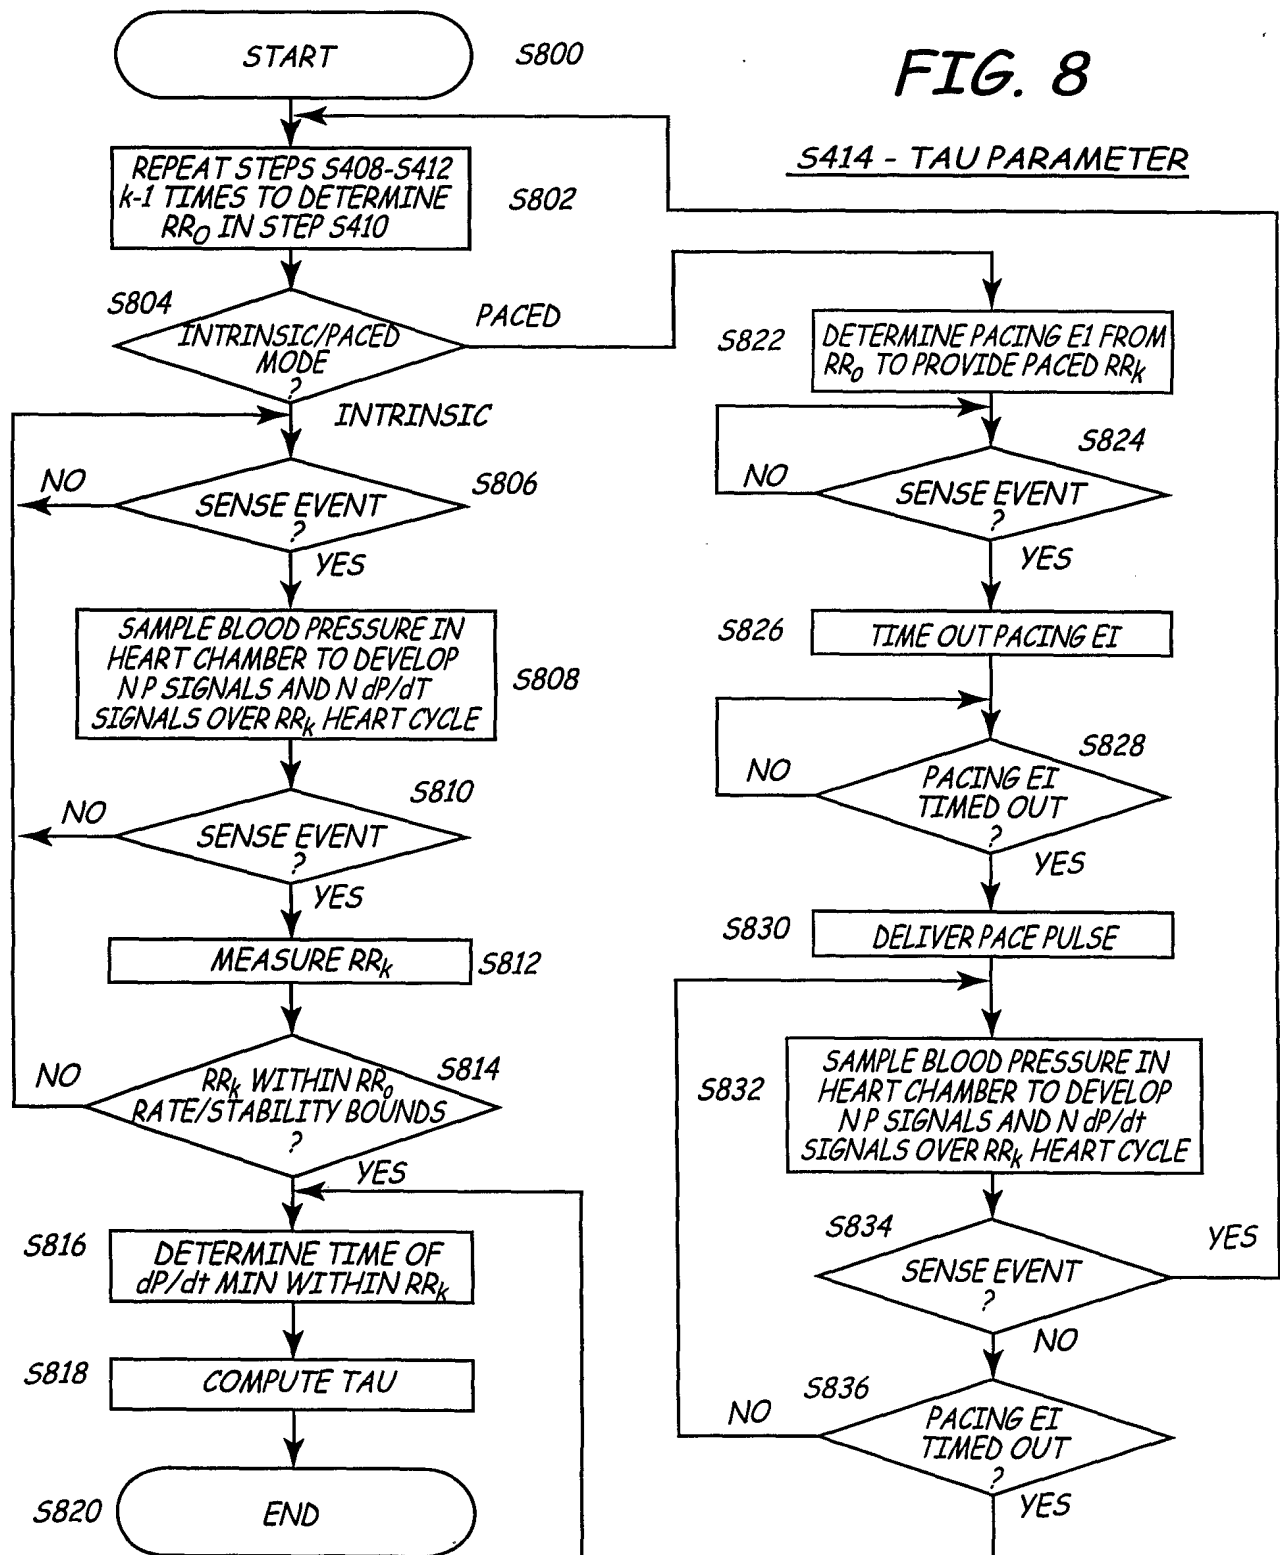 START
S800
FIG. 8
S414 - TAU PARAMETER
REPEAT STEPS S408-S412
k-1 TIMES TO DETERMINE
RRO IN STEP S410
S802
S804
INTRINSIC/PACED
MODE
?
PACED
INTRINSIC
NO
S806
SENSE EVENT
?
YES
SAMPLE BLOOD PRESSURE IN
HEART CHAMBER TO DEVELOP
N P SIGNALS AND N dP/dT
SIGNALS OVER RRk HEART CYCLE
S808
S810
NO
SENSE EVENT
?
YES
MEASURE RRk
S812
S814
NO
RRk WITHIN RRo
RATE/STABILITY BOUNDS
?
YES
S816
DETERMINE TIME OF
dP/dt MIN WITHIN RRk
S818
COMPUTE TAU
S820
END
S822
DETERMINE PACING E1 FROM
RRo TO PROVIDE PACED RRk
S824
NO
SENSE EVENT
?
YES
S826
TIME OUT PACING EI
S828
NO
PACING EI
TIMED OUT
?
YES
S830
DELIVER PACE PULSE
S832
SAMPLE BLOOD PRESSURE IN
HEART CHAMBER TO DEVELOP
N P SIGNALS AND N dP/dt
SIGNALS OVER RRk HEART CYCLE
S834
YES
SENSE EVENT
?
NO
S836
NO
PACING EI
TIMED OUT
?
YES